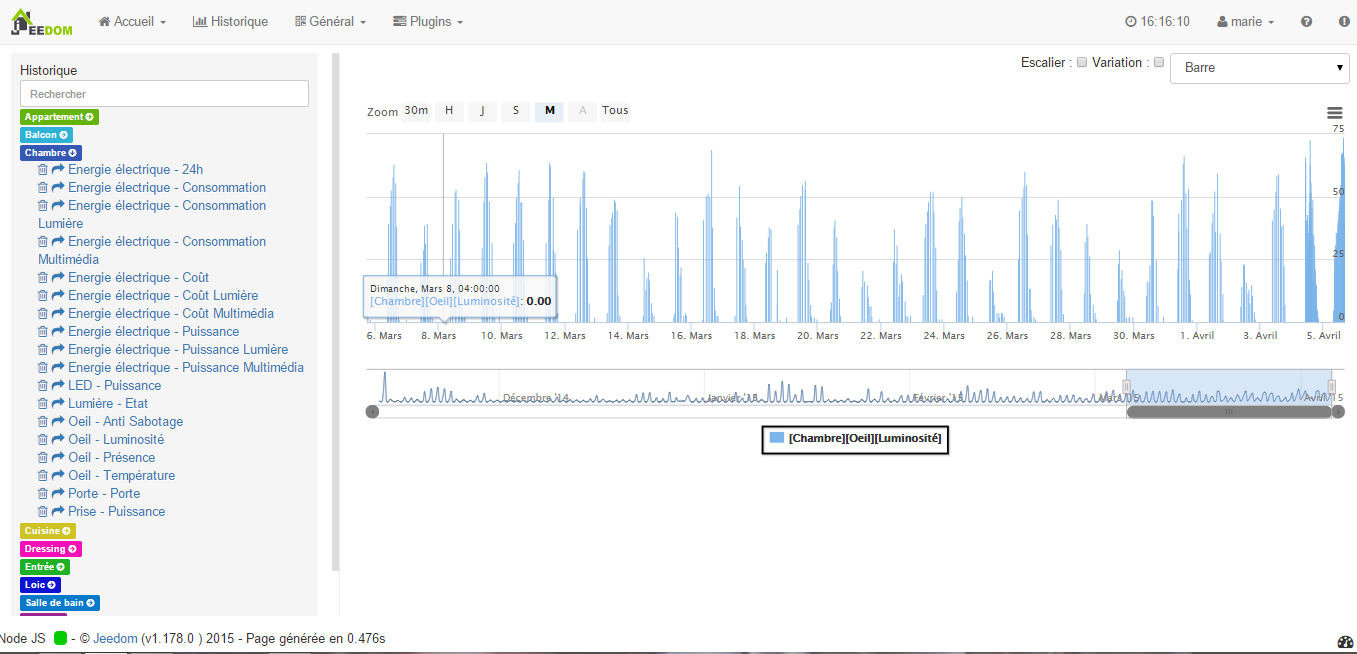 JEEDOM Accueil Historique Général Plugins 16:16:10 marie
Historique
Rechercher
Appartement
Balcon
Chambre
Energie électrique - 24h
Energie électrique - Consommation
Energie électrique - Consommation
Lumière
Energie électrique - Consommation
Multimédia
Energie électrique - Coût
Energie électrique - Coût Lumière
Energie électrique - Coût Multimédia
Energie électrique - Puissance
Energie électrique - Puissance Lumière
Energie électrique - Puissance Multimédia
LED - Puissance
Lumière - Etat
Oeil - Anti Sabotage
Oeil - Luminosité
Oeil - Présence
Oeil - Température
Porte - Porte
Prise - Puissance
Cuisine
Dressing
Entrée
Loic
Salle de bain
Escalier : Variation : Barre
Zoom 30m H J S M A Tous
75
50
25
0
Dimanche, Mars 8, 04:00:00
[Chambre][Oeil][Luminosité]: 0.00
6. Mars 8. Mars 10. Mars 12. Mars 14. Mars 16. Mars 18. Mars 20. Mars 22. Mars 24. Mars 26. Mars 28. Mars 30. Mars 1. Avril 3. Avril 5. Avril
Décembre '14 Janvier '15 Février '15 Mars '15 Avril '15
[Chambre][Oeil][Luminosité]
Node JS - © Jeedom (v1.178.0 ) 2015 - Page générée en 0.476s